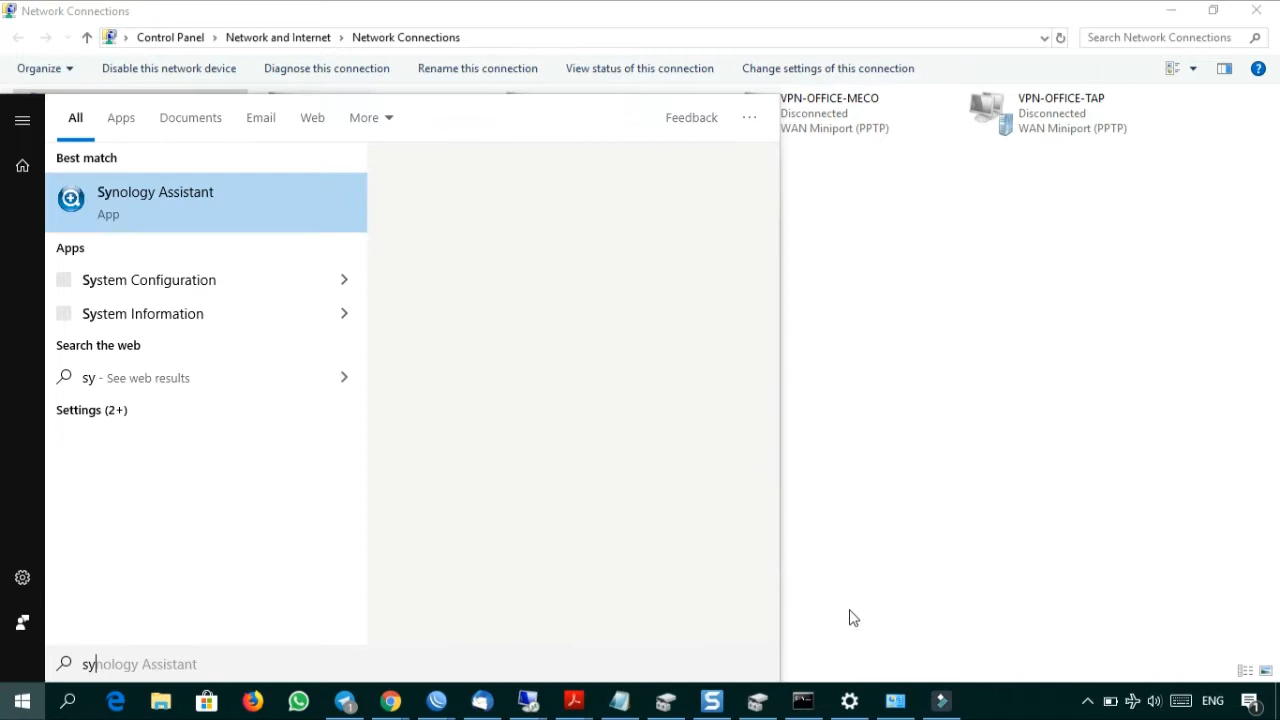 Network Connections
Control Panel > Network and Internet > Network Connections
Search Network Connections
Organize
Disable this network device
Diagnose this connection
Rename this connection
View status of this connection
Change settings of this connection
All
Apps
Documents
Email
Web
More
Feedback
...
VPN-OFFICE-MECO
Disconnected
WAN Miniport (PPTP)
VPN-OFFICE-TAP
Disconnected
WAN Miniport (PPTP)
Best match
Synology Assistant
App
Apps
System Configuration
System Information
Search the web
sy - See web results
Settings (2+)
synology Assistant
ENG
1